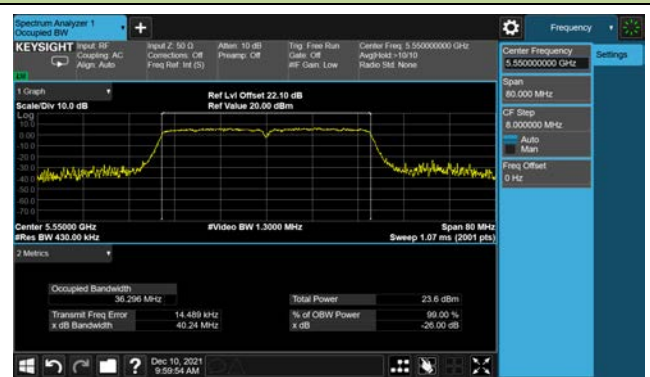 Spectrum Analyzer 1
Occupied BW
Frequency
KEYSIGHT
Input: RF
Coupling: AC
Align: Auto
Input Z: 50 Ω
Corrections: Off
Freq Ref: Int (S)
Atten: 10 dB
Preamp: Off
Trig: Free Run
Gate: Off
#IF Gain: Low
Center Freq: 5.550000000 GHz
Avg|Hold:>10/10
Radio Std: None
Center Frequency
5.550000000 GHz
Settings
Span
80.000 MHz
CF Step
8.000000 MHz
Auto
Man
Freq Offset
0 Hz
1 Graph
Scale/Div 10.0 dB
Ref Lvl Offset 22.10 dB
Ref Value 20.00 dBm
Log
10.0
0.00
-10.0
-20.0
-30.0
-40.0
-50.0
-60.0
-70.0
Center 5.55000 GHz
#Res BW 430.00 kHz
#Video BW 1.3000 MHz
Span 80 MHz
Sweep 1.07 ms (2001 pts)
2 Metrics
Occupied Bandwidth
36.296 MHz
Total Power 23.6 dBm
Transmit Freq Error 14.489 kHz
% of OBW Power 99.00 %
x dB Bandwidth 40.24 MHz
x dB -26.00 dB
?
Dec 10, 2021
9:59:54 AM